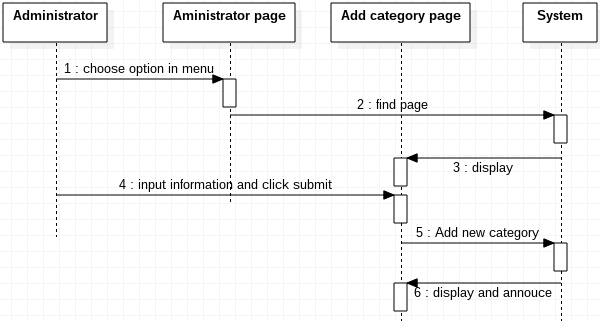 Administrator
Aministrator page
Add category page
System
1 : choose option in menu
2 : find page
3 : display
4 : input information and click submit
5 : Add new category
6 : display and annouce